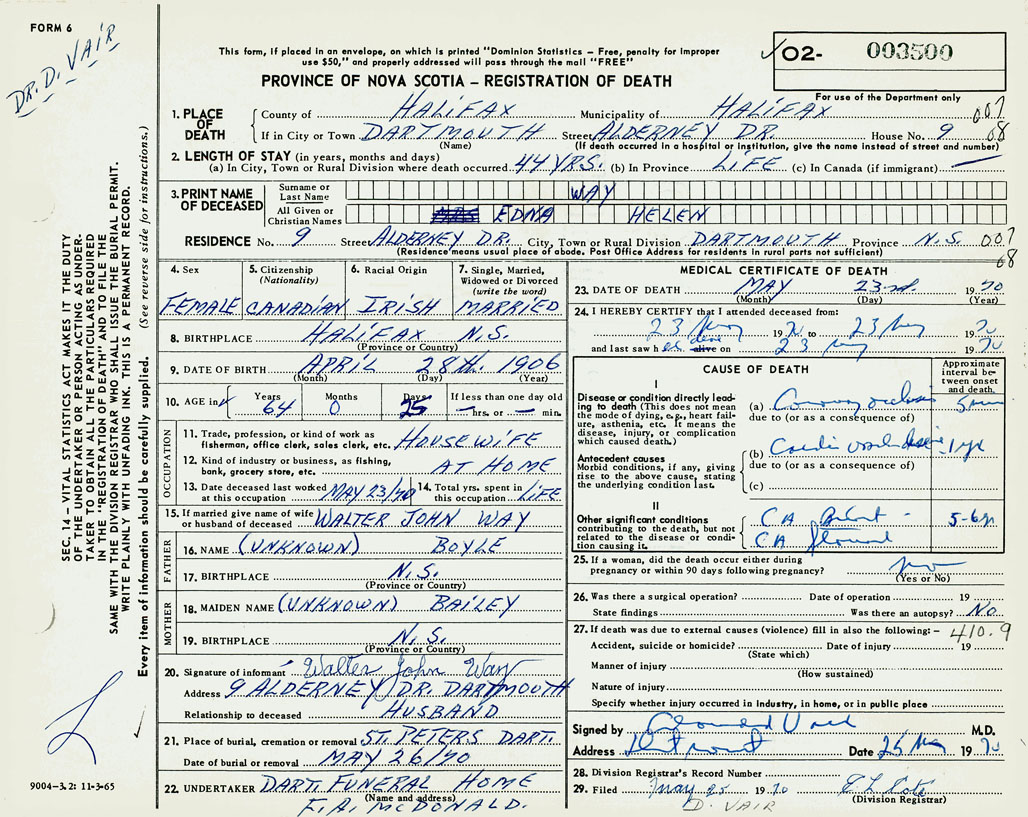 FORM 6
DR. D. VAIR
This form, if placed in an envelope, on which is printed "Dominion Statistics – Free, penalty for improper
use $50," and properly addressed will pass through the mail "FREE"
PROVINCE OF NOVA SCOTIA – REGISTRATION OF DEATH
✓ 02- 003500
For use of the Department only
1. PLACE OF DEATH County of HALIFAX Municipality of HALIFAX 007
If in City or Town DARTMOUTH Street ALDERNEY DR. House No. 9 08
(Name) (If death occurred in a hospital or institution, give the name instead of street and number)
2. LENGTH OF STAY (in years, months and days)
(a) In City, Town or Rural Division where death occurred 44 YRS. (b) In Province LIFE (c) In Canada (if immigrant) —
3. PRINT NAME OF DECEASED Surname or Last Name WAY
All Given or Christian Names MRS EDNA HELEN
RESIDENCE No. 9 Street ALDERNEY DR. City, Town or Rural Division DARTMOUTH Province N.S. 007
(Residence means usual place of abode. Post Office Address for residents in rural parts not sufficient) 08
4. Sex 5. Citizenship (Nationality) 6. Racial Origin 7. Single, Married, Widowed or Divorced (write the word)
FEMALE CANADIAN IRISH MARRIED
8. BIRTHPLACE HALIFAX N.S.
(Province or Country)
9. DATE OF BIRTH APRIL 28th. 1906
(Month) (Day) (Year)
10. AGE in Years Months Days If less than one day old
64 0 25 — hrs. or — min.
OCCUPATION
11. Trade, profession, or kind of work as fisherman, office clerk, sales clerk, etc. HOUSEWIFE
12. Kind of industry or business, as fishing, bank, grocery store, etc. AT HOME
13. Date deceased last worked at this occupation MAY 23/70 14. Total yrs. spent in this occupation LIFE
15. If married give name of wife or husband of deceased WALTER JOHN WAY
FATHER
16. NAME (UNKNOWN) BOYLE
17. BIRTHPLACE N.S.
(Province or Country)
MOTHER
18. MAIDEN NAME (UNKNOWN) BAILEY
19. BIRTHPLACE N.S.
(Province or Country)
20. Signature of informant Walter John Way
Address 9 ALDERNEY DR. DARTMOUTH
Relationship to deceased HUSBAND
21. Place of burial, cremation or removal ST. PETERS DART.
Date of burial or removal MAY 26/70
22. UNDERTAKER DART. FUNERAL HOME
(Name and address)
F.A. McDONALD.
MEDICAL CERTIFICATE OF DEATH
23. DATE OF DEATH MAY 23rd. 1970
(Month) (Day) (Year)
24. I HEREBY CERTIFY that I attended deceased from:
23 May 1970 to 23 May 1970
and last saw her alive on 23 May 1970
CAUSE OF DEATH
Approximate interval between onset and death.
I
Disease or condition directly leading to death (This does not mean the mode of dying, e.g., heart failure, asthenia, etc. It means the disease, injury, or complication which caused death.)
(a) Coronary occlusion 5 min
due to (or as a consequence of)
Antecedent causes
Morbid conditions, if any, giving rise to the above cause, stating the underlying condition last.
(b) 1 yr
due to (or as a consequence of)
(c)
II
Other significant conditions contributing to the death, but not related to the disease or condition causing it.
CA 5-6 yr
CA
25. If a woman, did the death occur either during pregnancy or within 90 days following pregnancy? no
(Yes or No)
26. Was there a surgical operation? Date of operation 19
State findings Was there an autopsy? No
27. If death was due to external causes (violence) fill in also the following: – 410.9
Accident, suicide or homicide? Date of injury 19
(State which)
Manner of injury
(How sustained)
Nature of injury
Specify whether injury occurred in industry, in home, or in public place
Signed by M.D.
Address Date 25 May 1970
28. Division Registrar's Record Number
29. Filed May 25 1970
(Division Registrar)
D. VAIR
SEC. 14 – VITAL STATISTICS ACT MAKES IT THE DUTY
OF THE UNDERTAKER OR PERSON ACTING AS UNDERTAKER
TO OBTAIN ALL THE PARTICULARS REQUIRED
IN THE "REGISTRATION OF DEATH" AND TO FILE THE
SAME WITH THE DIVISION REGISTRAR WHO SHALL ISSUE THE BURIAL PERMIT.
WRITE PLAINLY WITH UNFADING INK. THIS IS A PERMANENT RECORD.
Every item of information should be carefully supplied. (See reverse side for instructions.)
9004-3.2: 11-3-65